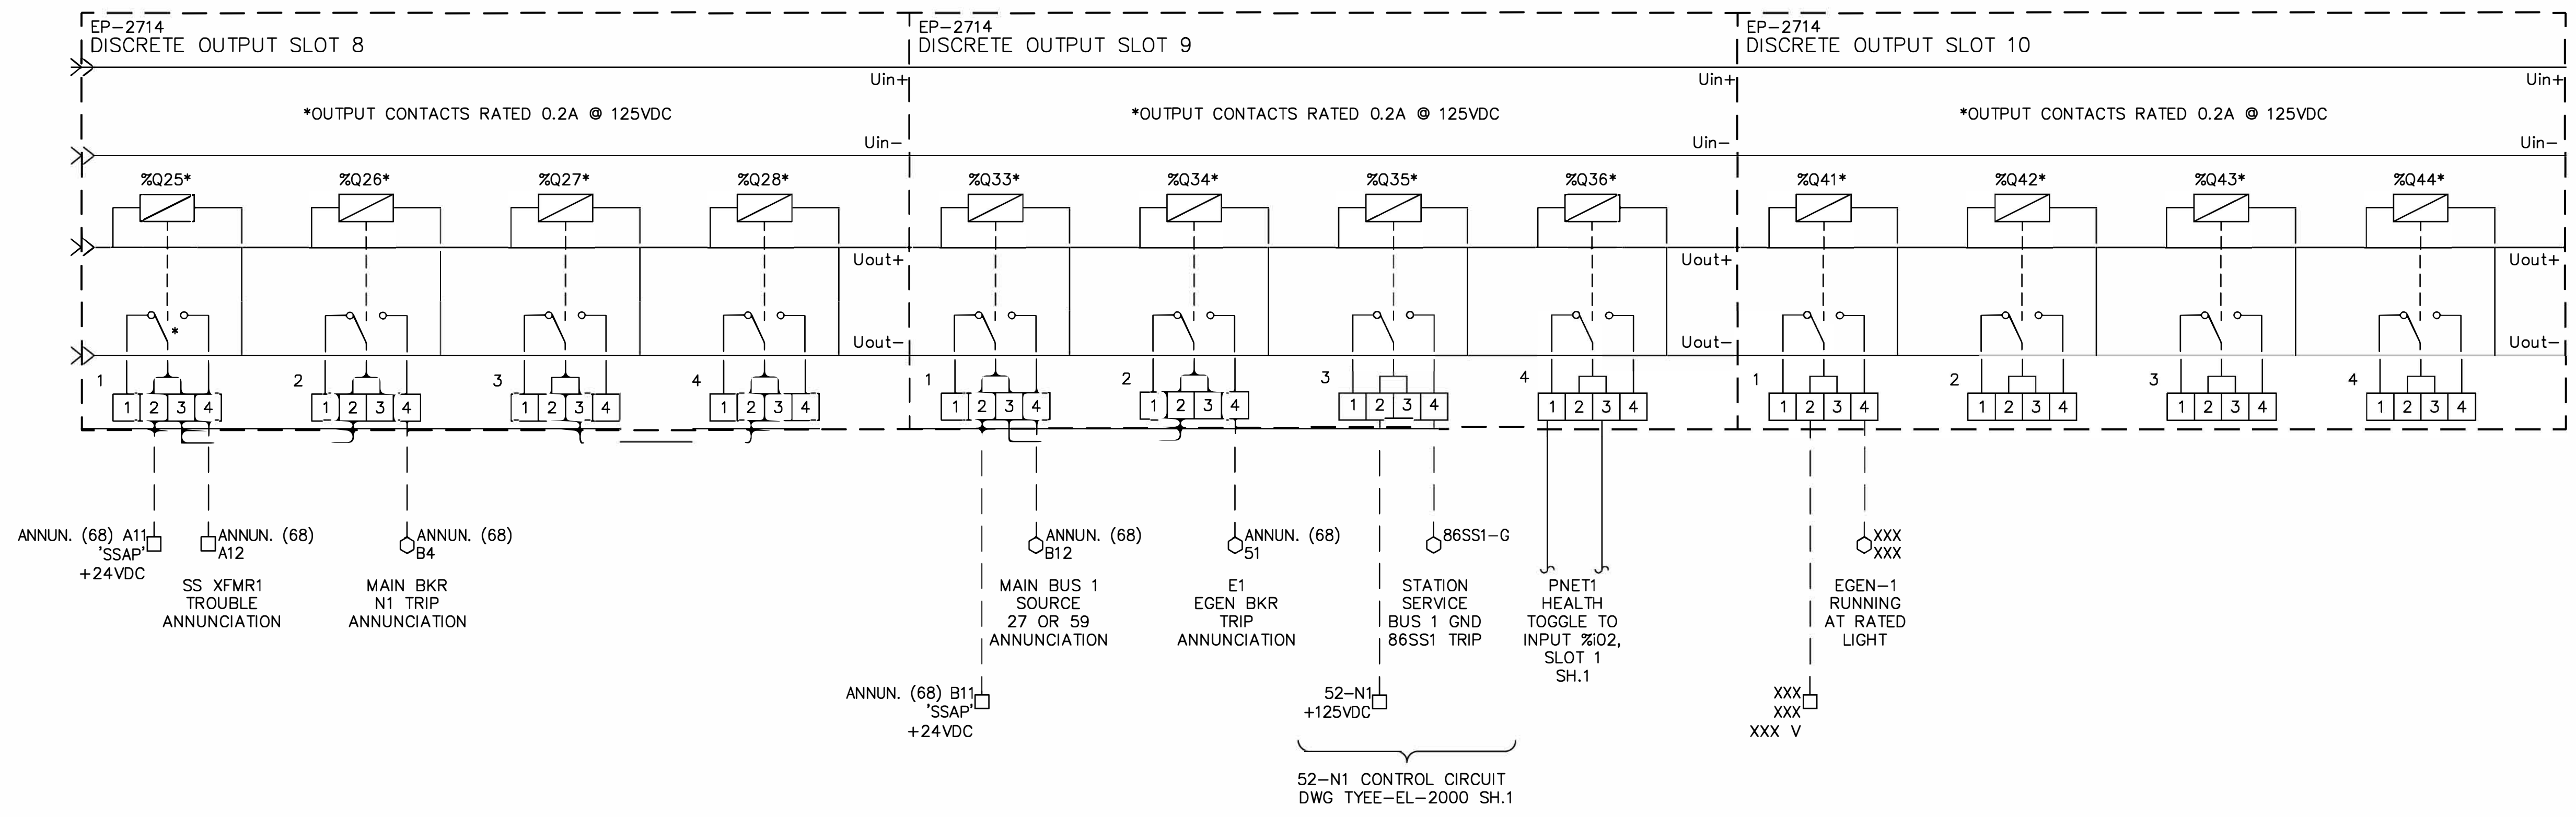 EP-2714
DISCRETE OUTPUT SLOT 8
Uin+
*OUTPUT CONTACTS RATED 0.2A @ 125VDC
Uin-
%Q25*
%Q26*
%Q27*
%Q28*
Uout+
*
Uout-
1
1 2 3 4
2
1 2 3 4
3
1 2 3 4
4
1 2 3 4
ANNUN. (68) A11
'SSAP'
+24VDC
ANNUN. (68)
A12
SS XFMR1
TROUBLE
ANNUNCIATION
ANNUN. (68)
B4
MAIN BKR
N1 TRIP
ANNUNCIATION
EP-2714
DISCRETE OUTPUT SLOT 9
Uin+
*OUTPUT CONTACTS RATED 0.2A @ 125VDC
Uin-
%Q33*
%Q34*
%Q35*
%Q36*
Uout+
Uout-
1
1 2 3 4
2
1 2 3 4
3
1 2 3 4
4
1 2 3 4
ANNUN. (68) B11
'SSAP'
+24VDC
ANNUN. (68)
B12
MAIN BUS 1
SOURCE
27 OR 59
ANNUNCIATION
ANNUN. (68)
51
E1
EGEN BKR
TRIP
ANNUNCIATION
52-N1
+125VDC
86SS1-G
STATION
SERVICE
BUS 1 GND
86SS1 TRIP
52-N1 CONTROL CIRCUIT
DWG TYEE-EL-2000 SH.1
PNET1
HEALTH
TOGGLE TO
INPUT %i02,
SLOT 1
SH.1
EP-2714
DISCRETE OUTPUT SLOT 10
Uin+
*OUTPUT CONTACTS RATED 0.2A @ 125VDC
Uin-
%Q41*
%Q42*
%Q43*
%Q44*
Uout+
Uout-
1
1 2 3 4
2
1 2 3 4
3
1 2 3 4
4
1 2 3 4
XXX
XXX
XXX V
XXX
XXX
EGEN-1
RUNNING
AT RATED
LIGHT